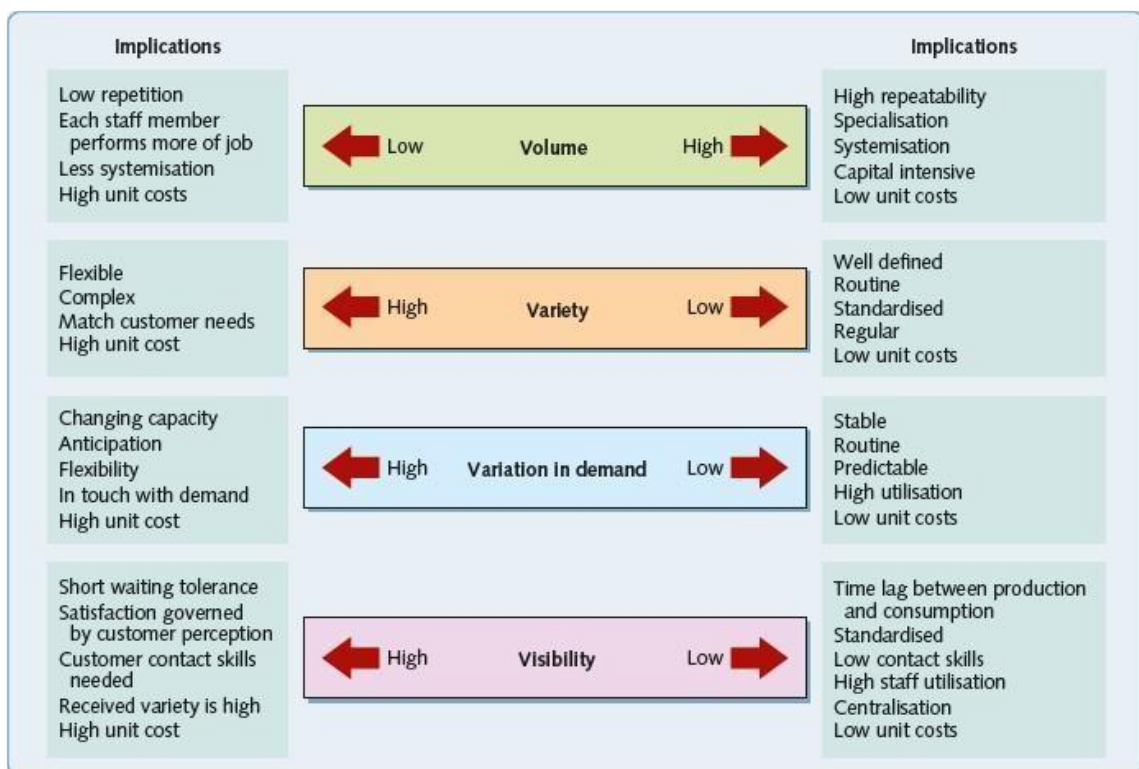 Implications
Implications
Low repetition
Each staff member
performs more of job
Less systemisation
High unit costs
Low Volume High
High repeatability
Specialisation
Systemisation
Capital intensive
Low unit costs
Flexible
Complex
Match customer needs
High unit cost
High Variety Low
Well defined
Routine
Standardised
Regular
Low unit costs
Changing capacity
Anticipation
Flexibility
In touch with demand
High unit cost
High Variation in demand Low
Stable
Routine
Predictable
High utilisation
Low unit costs
Short waiting tolerance
Satisfaction governed
by customer perception
Customer contact skills
needed
Received variety is high
High unit cost
High Visibility Low
Time lag between production
and consumption
Standardised
Low contact skills
High staff utilisation
Centralisation
Low unit costs